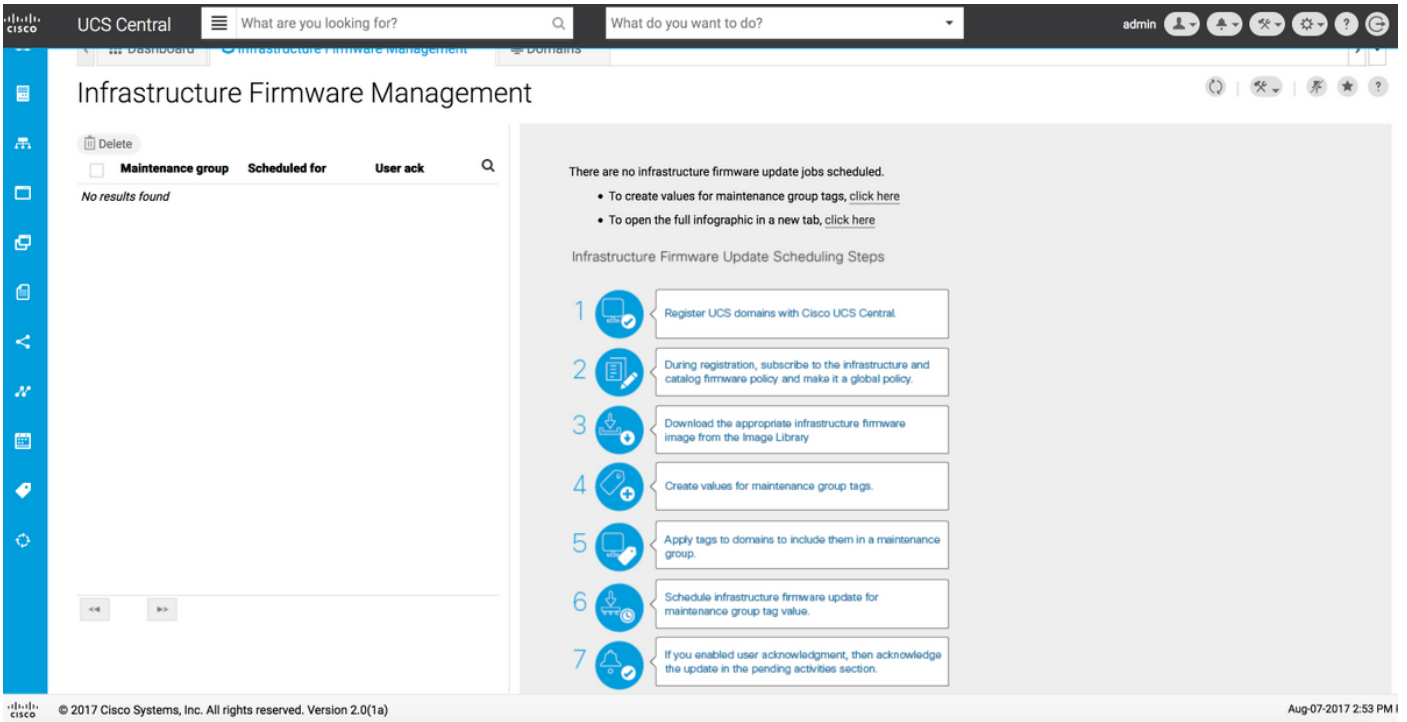 cisco
UCS Central
What are you looking for?
What do you want to do?
admin
?
Dashboard
Infrastructure Firmware Management
Domains
Infrastructure Firmware Management
?
Delete
Maintenance group Scheduled for User ack
No results found
There are no infrastructure firmware update jobs scheduled.
• To create values for maintenance group tags, click here
• To open the full infographic in a new tab, click here
Infrastructure Firmware Update Scheduling Steps
1 Register UCS domains with Cisco UCS Central.
2 During registration, subscribe to the infrastructure and
catalog firmware policy and make it a global policy.
3 Download the appropriate infrastructure firmware
image from the Image Library
4 Create values for maintenance group tags.
5 Apply tags to domains to include them in a maintenance
group.
6 Schedule infrastructure firmware update for
maintenance group tag value.
7 If you enabled user acknowledgment, then acknowledge
the update in the pending activities section.
cisco
© 2017 Cisco Systems, Inc. All rights reserved. Version 2.0(1a)
Aug-07-2017 2:53 PM